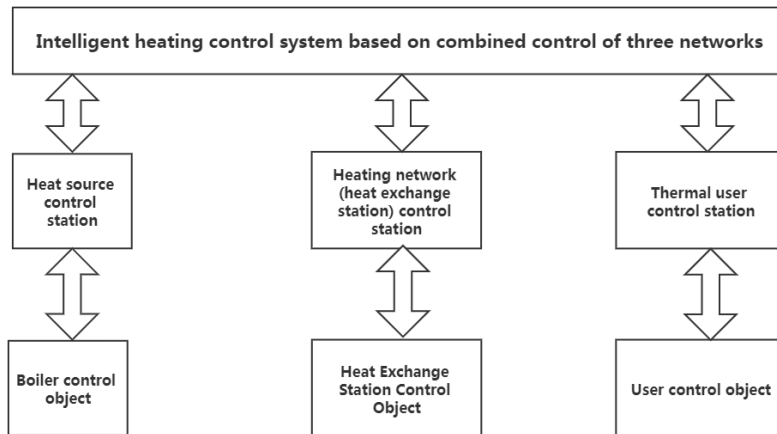 Intelligent heating control system based on combined control of three networks
Heat source
control
station
Heating network
(heat exchange
station) control
station
Thermal user
control station
Boiler control
object
Heat Exchange
Station Control
Object
User control object